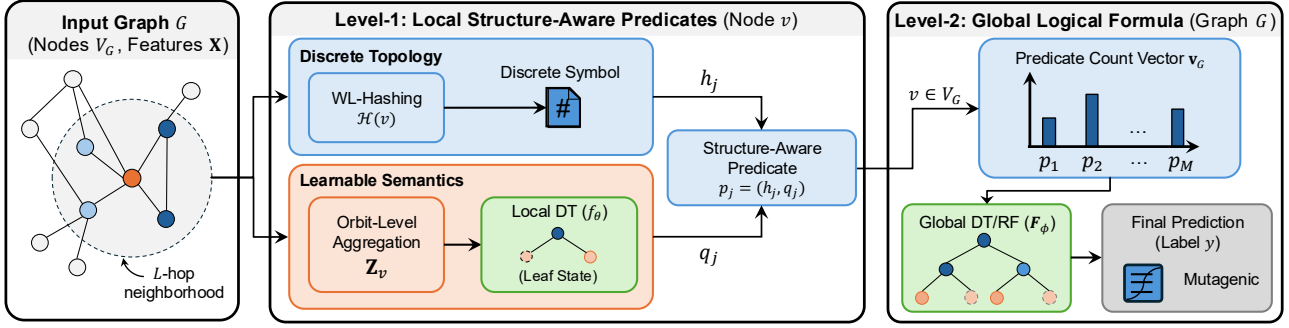 Input Graph G
(Nodes V_G, Features X)
L-hop
neighborhood
Level-1: Local Structure-Aware Predicates (Node v)
Discrete Topology
WL-Hashing
ℋ(v)
Discrete Symbol
#
h_j
Learnable Semantics
Orbit-Level
Aggregation
Z_v
Local DT (f_θ)
(Leaf State)
q_j
Structure-Aware
Predicate
p_j = (h_j, q_j)
Level-2: Global Logical Formula (Graph G)
v ∈ V_G
Predicate Count Vector v_G
...
p_1 p_2 ... p_M
Global DT/RF (F_ϕ)
Final Prediction
(Label y)
Mutagenic